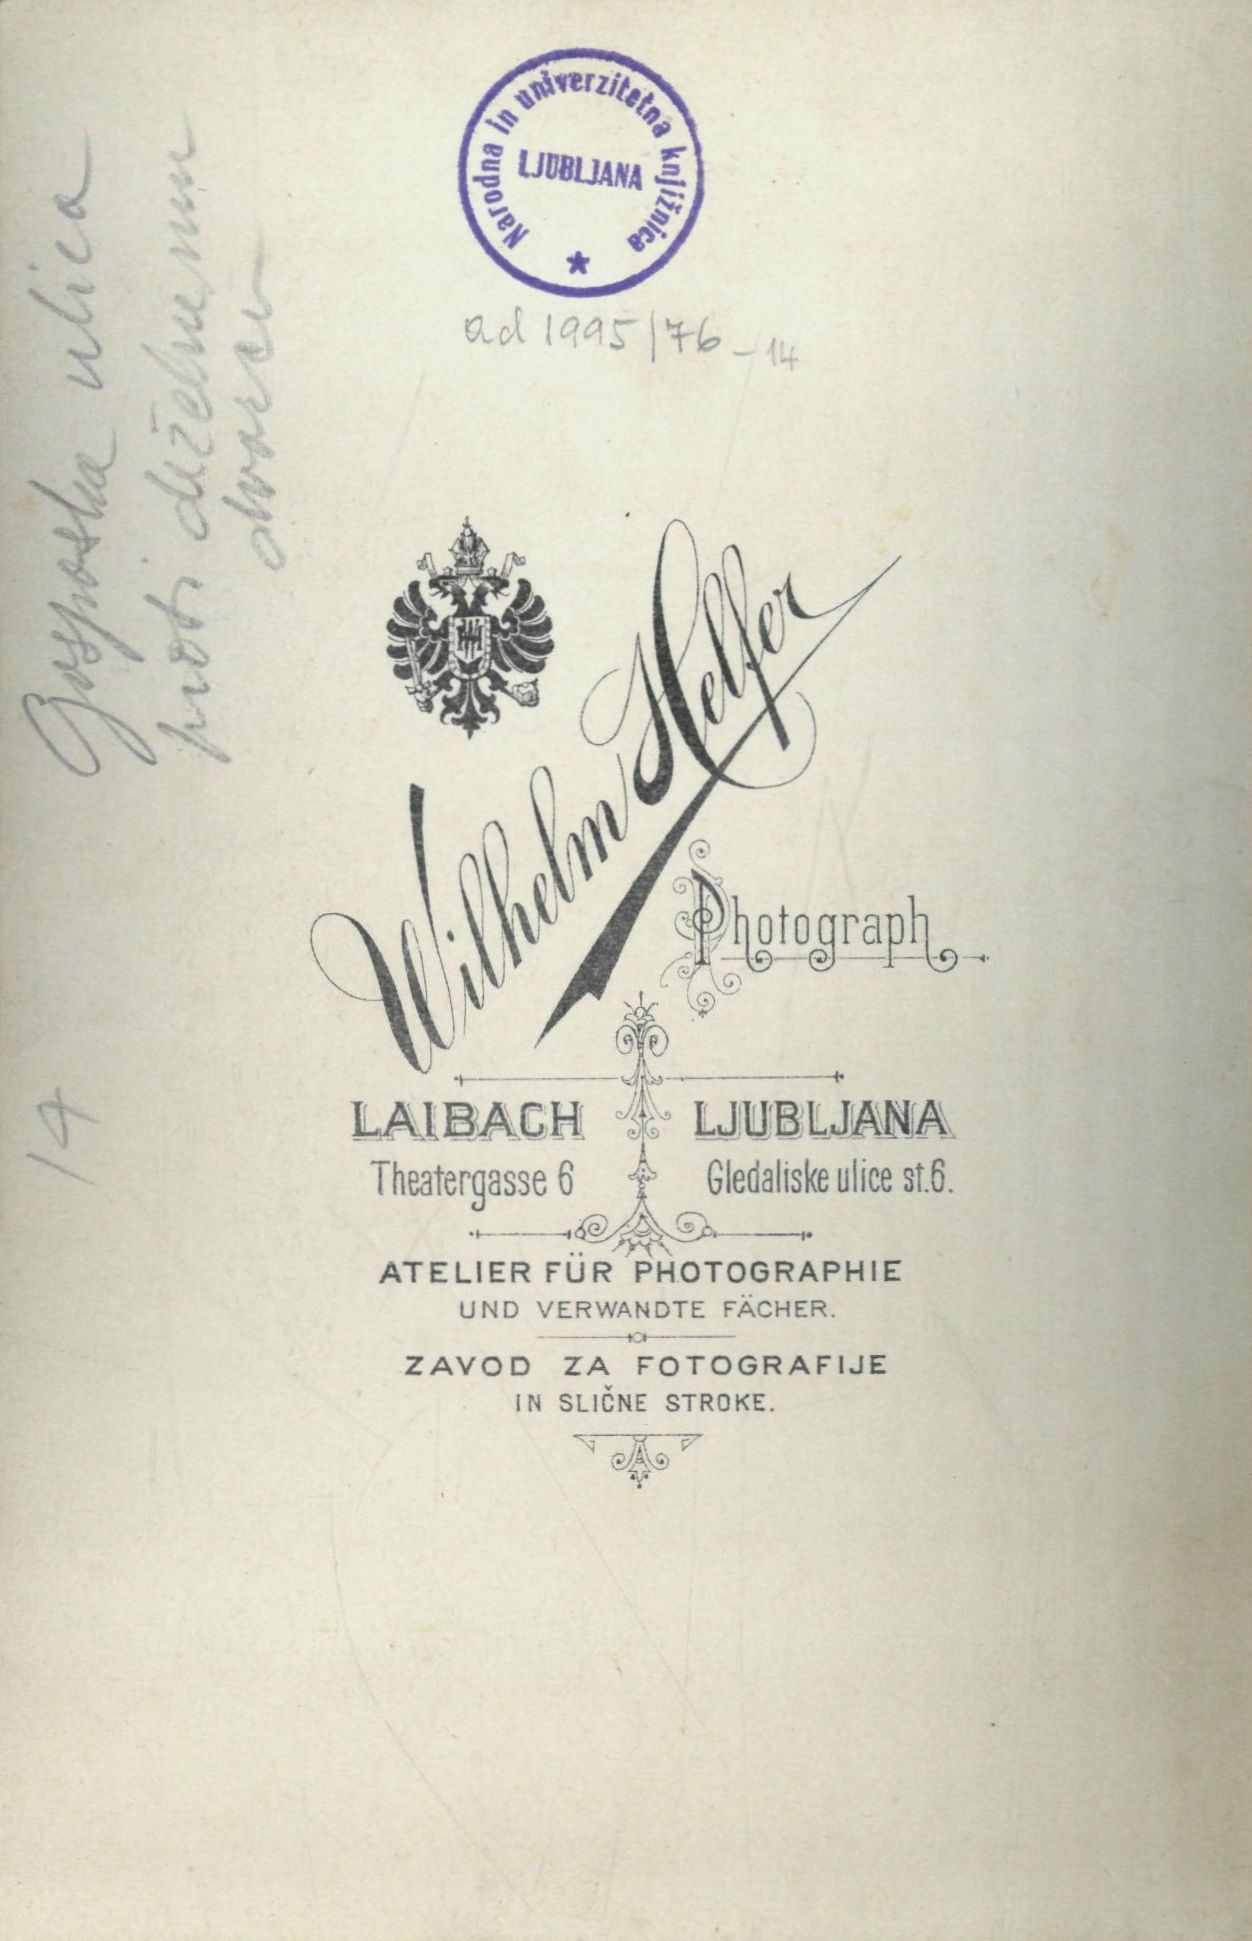 Narodna in univerzitetna knjižnica
LJUBLJANA
ad 1995/76 - 14
Gosposka ulica
proti deželnemu
dvorcu
14
Wilhelm Helfer
Photograph
LAIBACH
Theatergasse 6
LJUBLJANA
Gledaliske ulice st.6.
ATELIER FÜR PHOTOGRAPHIE
UND VERWANDTE FÄCHER.
ZAVOD ZA FOTOGRAFIJE
IN SLIČNE STROKE.